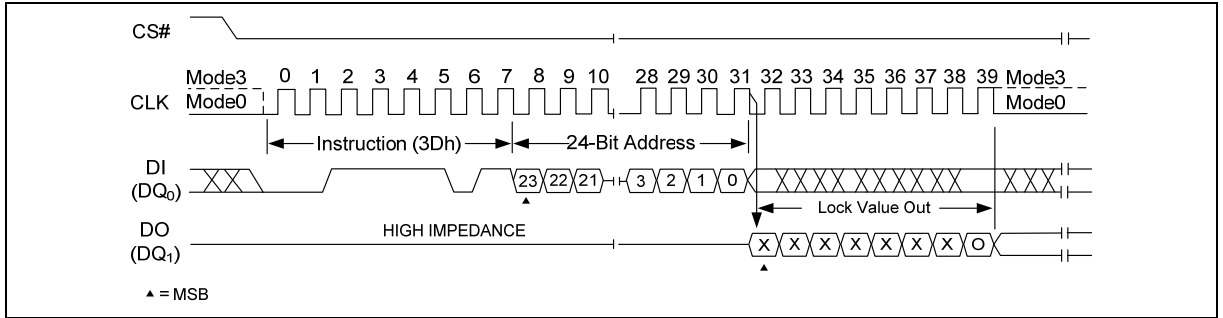 CS#
Mode3 0 1 2 3 4 5 6 7 8 9 10 28 29 30 31 32 33 34 35 36 37 38 39 Mode3
CLK Mode0 Mode0
Instruction (3Dh) 24-Bit Address
DI
(DQ0) 23 22 21 3 2 1 0
Lock Value Out
DO HIGH IMPEDANCE
(DQ1) X X X X X X X O
▲ = MSB